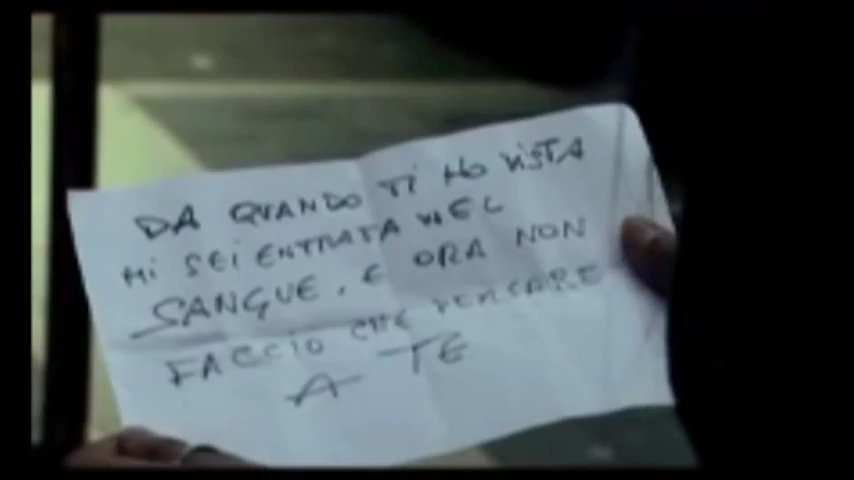 DA QUANDO TI HO VISTA
MI SEI ENTRATA NEL
SANGUE. E ORA NON
FACCIO CHE PENSARE
A TE